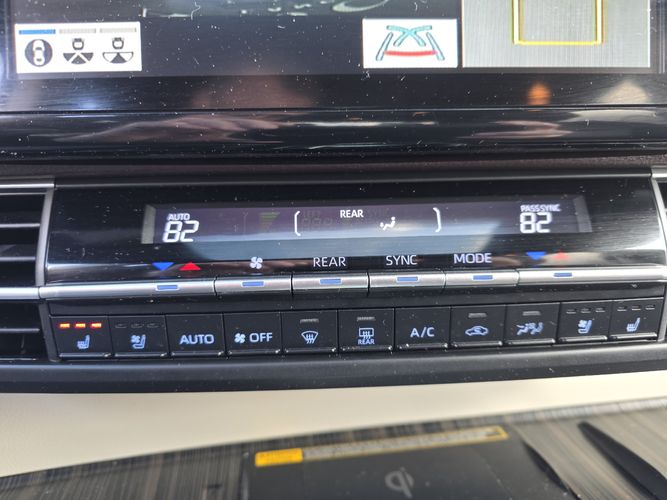 REAR
AUTO
82
PASS SYNC
82
REAR
SYNC
MODE
AUTO
OFF
REAR
A/C